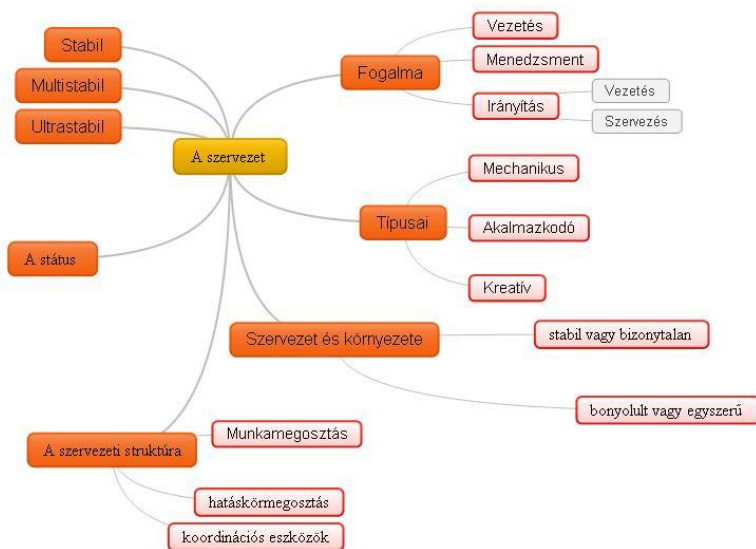 Stabil
Multistabil
Ultrastabil
A szervezet
Fogalma
Vezetés
Menedzsment
Irányítás
Vezetés
Szervezés
Típusai
Mechanikus
Akalmazkodó
Kreatív
A státus
Szervezet és környezete
stabil vagy bizonytalan
bonyolult vagy egyszerű
A szervezeti struktúra
Munkamegosztás
hatáskörmegosztás
koordinációs eszközök